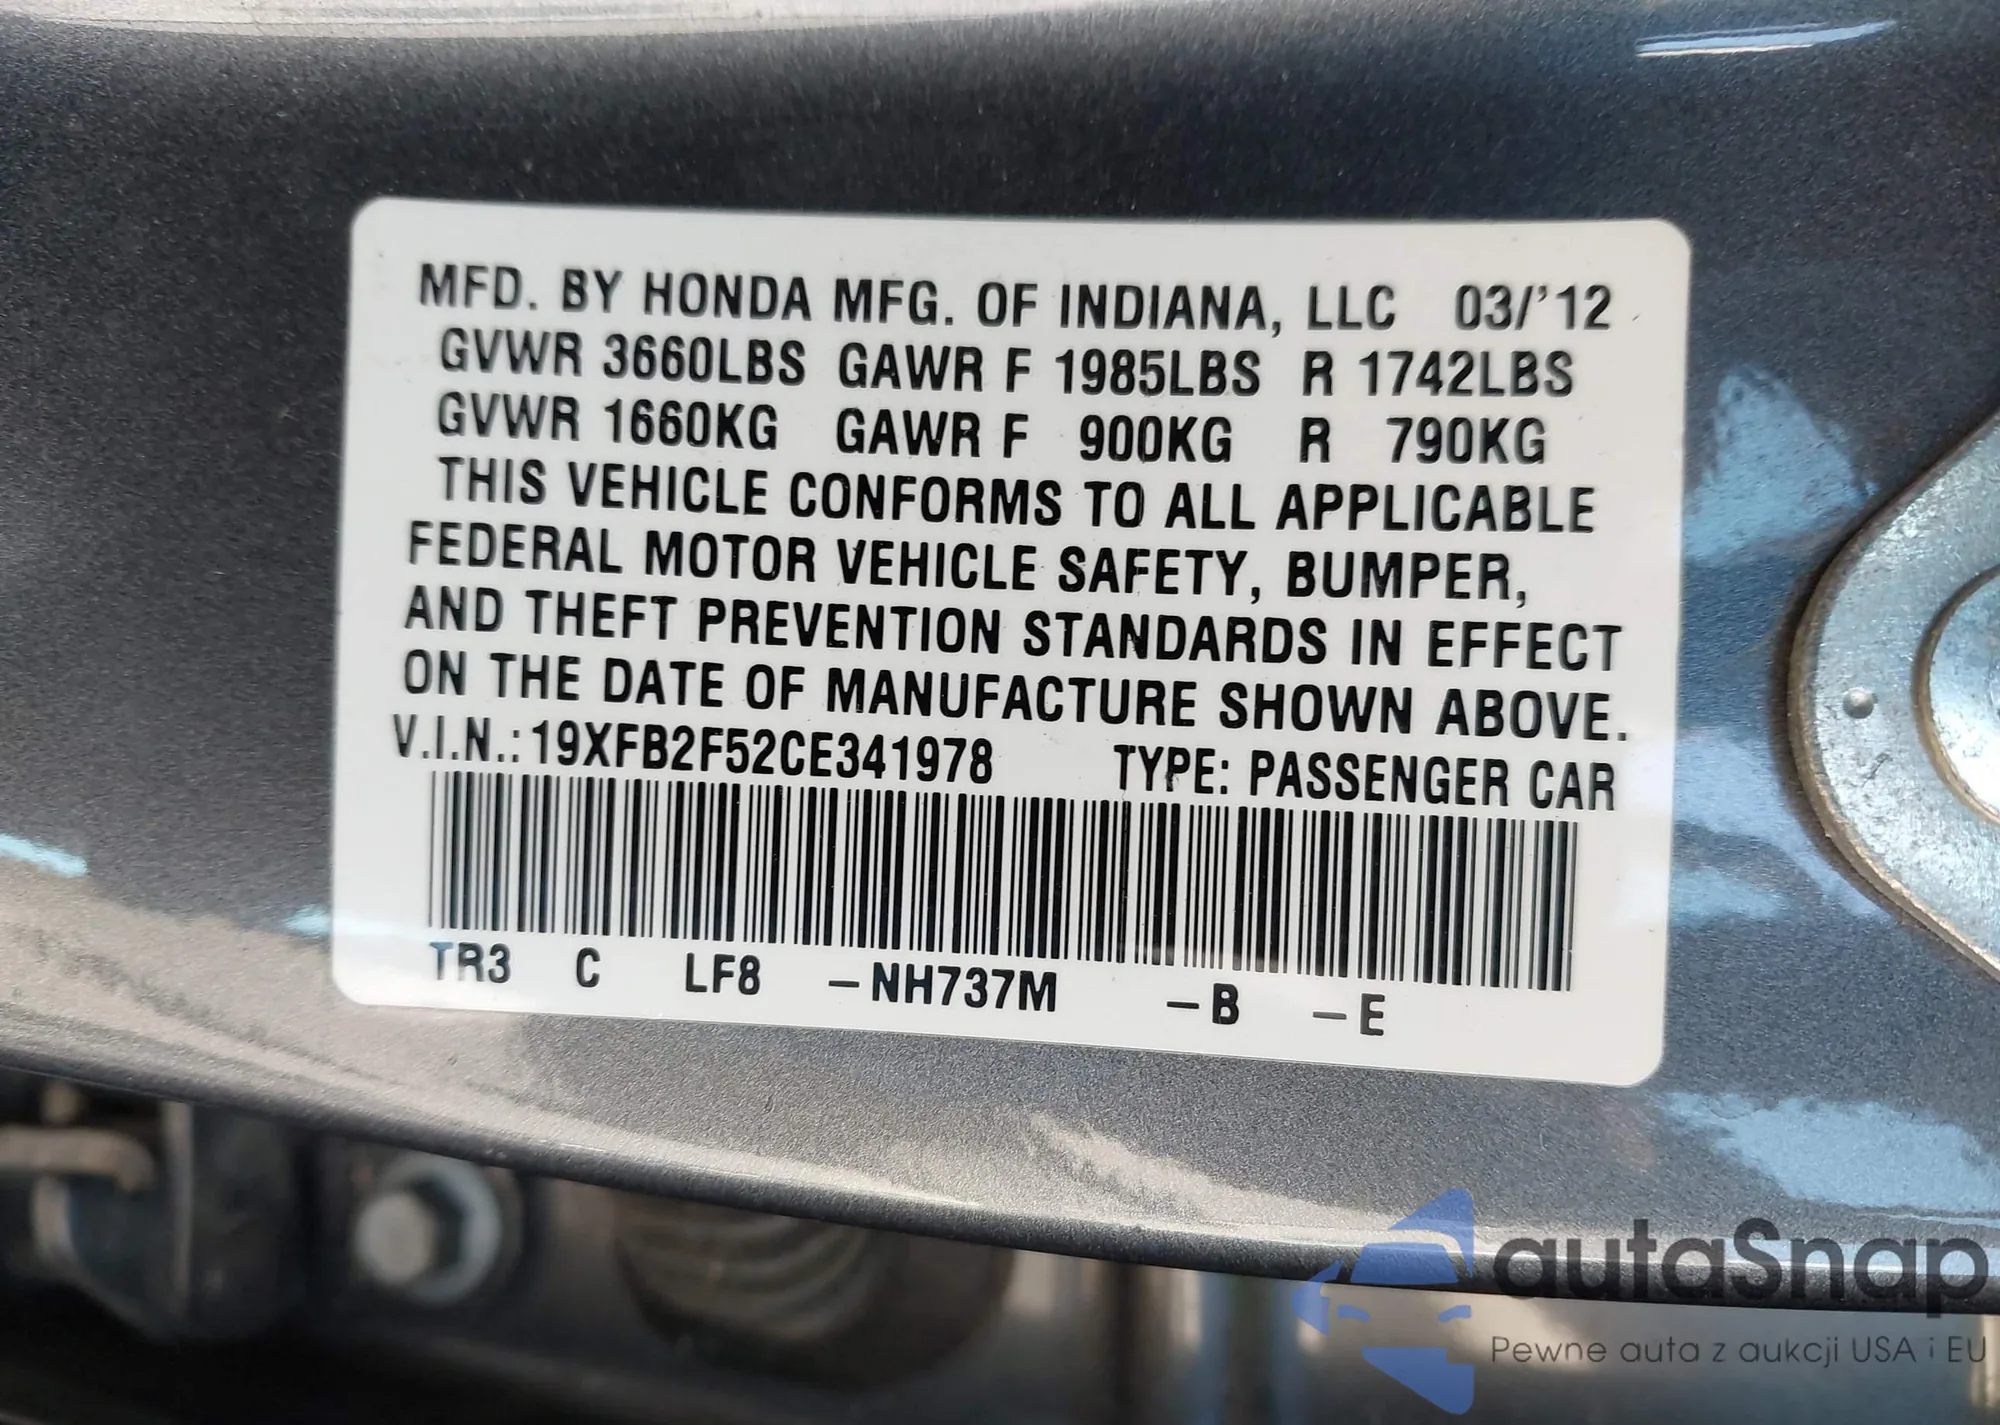 MFD. BY HONDA MFG. OF INDIANA, LLC 03/'12
GVWR 3660LBS GAWR F 1985LBS R 1742LBS
GVWR 1660KG GAWR F 900KG R 790KG
THIS VEHICLE CONFORMS TO ALL APPLICABLE
FEDERAL MOTOR VEHICLE SAFETY, BUMPER,
AND THEFT PREVENTION STANDARDS IN EFFECT
ON THE DATE OF MANUFACTURE SHOWN ABOVE.
V.I.N.: 19XFB2F52CE341978 TYPE: PASSENGER CAR
TR3 C LF8 –NH737M –B –E
autaSnap
Pewne auta z aukcji USA i EU